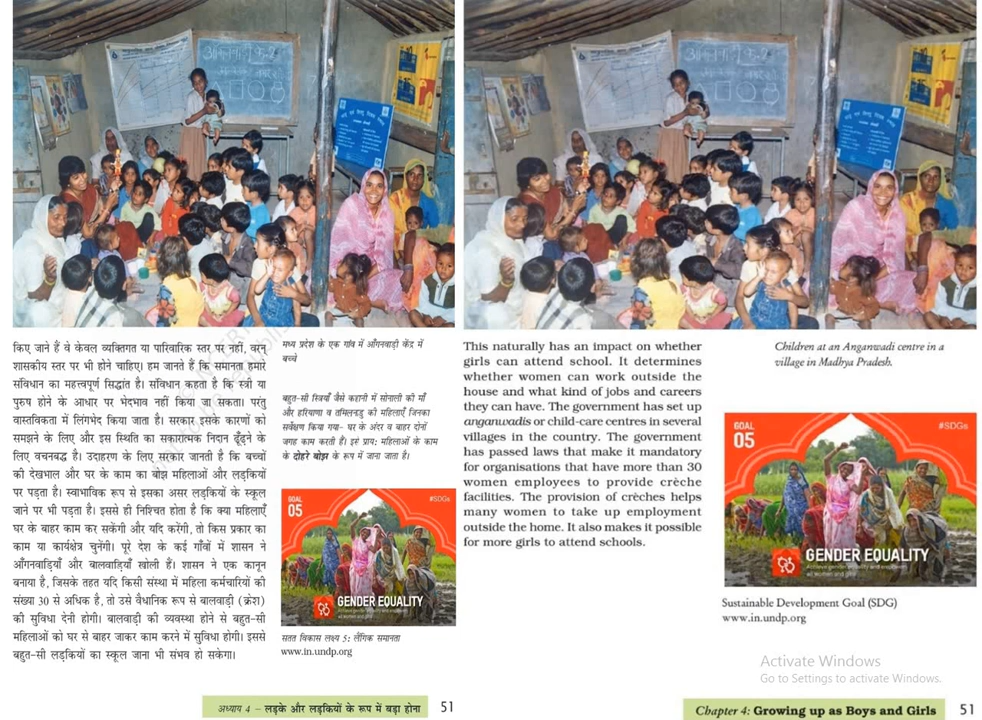 किए जाने हैं वे केवल व्यक्तिगत या पारिवारिक स्तर पर नहीं, वरन्
शासकीय स्तर पर भी होने चाहिए। हम जानते हैं कि समानता हमारे
संविधान का महत्त्वपूर्ण सिद्धांत है। संविधान कहता है कि स्त्री या
पुरुष होने के आधार पर भेदभाव नहीं किया जा सकता। परंतु
वास्तविकता में लिंगभेद किया जाता है। सरकार इसके कारणों को
समझने के लिए और इस स्थिति का सकारात्मक निदान ढूँढ़ने के
लिए वचनबद्ध है। उदाहरण के लिए सरकार जानती है कि बच्चों
की देखभाल और घर के काम का बोझ महिलाओं और लड़कियों
पर पड़ता है। स्वाभाविक रूप से इसका असर लड़कियों के स्कूल
जाने पर भी पड़ता है। इससे ही निश्चित होता है कि क्या महिलाएँ
घर के बाहर काम कर सकेंगी और यदि करेंगी, तो किस प्रकार का
काम या कार्यक्षेत्र चुनेंगी। पूरे देश के कई गाँवों में शासन ने
आँगनवाड़ियाँ और बालवाड़ियाँ खोली हैं। शासन ने एक कानून
बनाया है, जिसके तहत यदि किसी संस्था में महिला कर्मचारियों की
संख्या 30 से अधिक है, तो उसे वैधानिक रूप से बालवाड़ी (क्रेश)
की सुविधा देनी होगी। बालवाड़ी की व्यवस्था होने से बहुत-सी
महिलाओं को घर से बाहर जाकर काम करने में सुविधा होगी। इससे
बहुत-सी लड़कियों का स्कूल जाना भी संभव हो सकेगा।
मध्य प्रदेश के एक गांव में आँगनवाड़ी केंद्र में
बच्चे
बहुत-सी स्त्रियाँ जैसे कहानी में सोनाली की माँ
और हरियाणा व तमिलनाडु की महिलाएँ जिनका
सर्वेक्षण किया गया- घर के अंदर व बाहर दोनों
जगह काम करती हैं। इसे प्रायः महिलाओं के काम
के दोहरे बोझ के रूप में जाना जाता है।
GOAL
05
#SDGs
GENDER EQUALITY
सतत विकास लक्ष्य 5: लैंगिक समानता
www.in.undp.org
अध्याय 4 – लड़के और लड़कियों के रूप में बड़ा होना 51
This naturally has an impact on whether
girls can attend school. It determines
whether women can work outside the
house and what kind of jobs and careers
they can have. The government has set up
anganwadis or child-care centres in several
villages in the country. The government
has passed laws that make it mandatory
for organisations that have more than 30
women employees to provide crèche
facilities. The provision of crèches helps
many women to take up employment
outside the home. It also makes it possible
for more girls to attend schools.
Children at an Anganwadi centre in a
village in Madhya Pradesh.
GOAL
05
#SDGs
GENDER EQUALITY
Achieve gender equality and empower
all women and girls
Sustainable Development Goal (SDG)
www.in.undp.org
Activate Windows
Go to Settings to activate Windows.
Chapter 4: Growing up as Boys and Girls 51